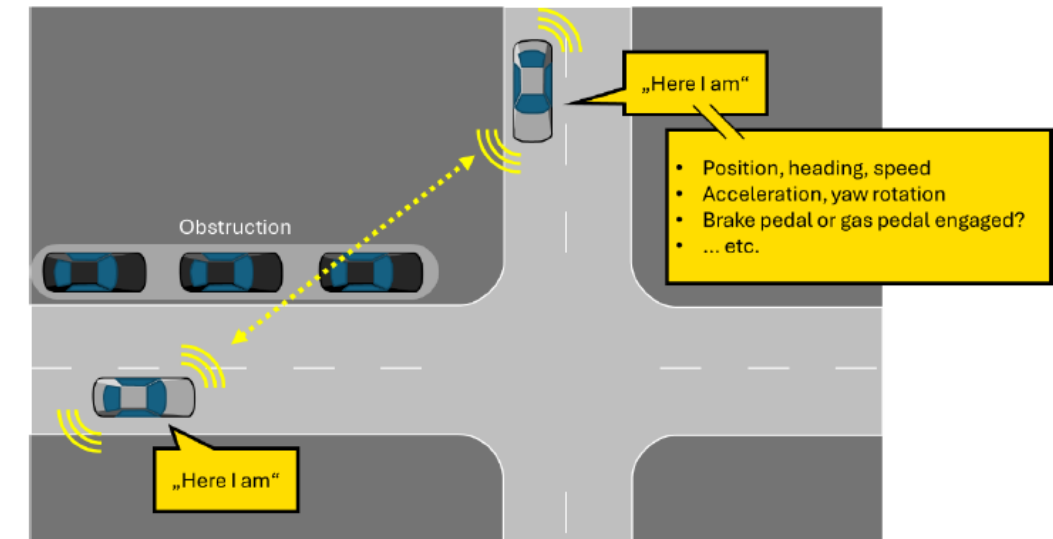 „Here I am“
• Position, heading, speed
• Acceleration, yaw rotation
• Brake pedal or gas pedal engaged?
• ... etc.
Obstruction
„Here I am“